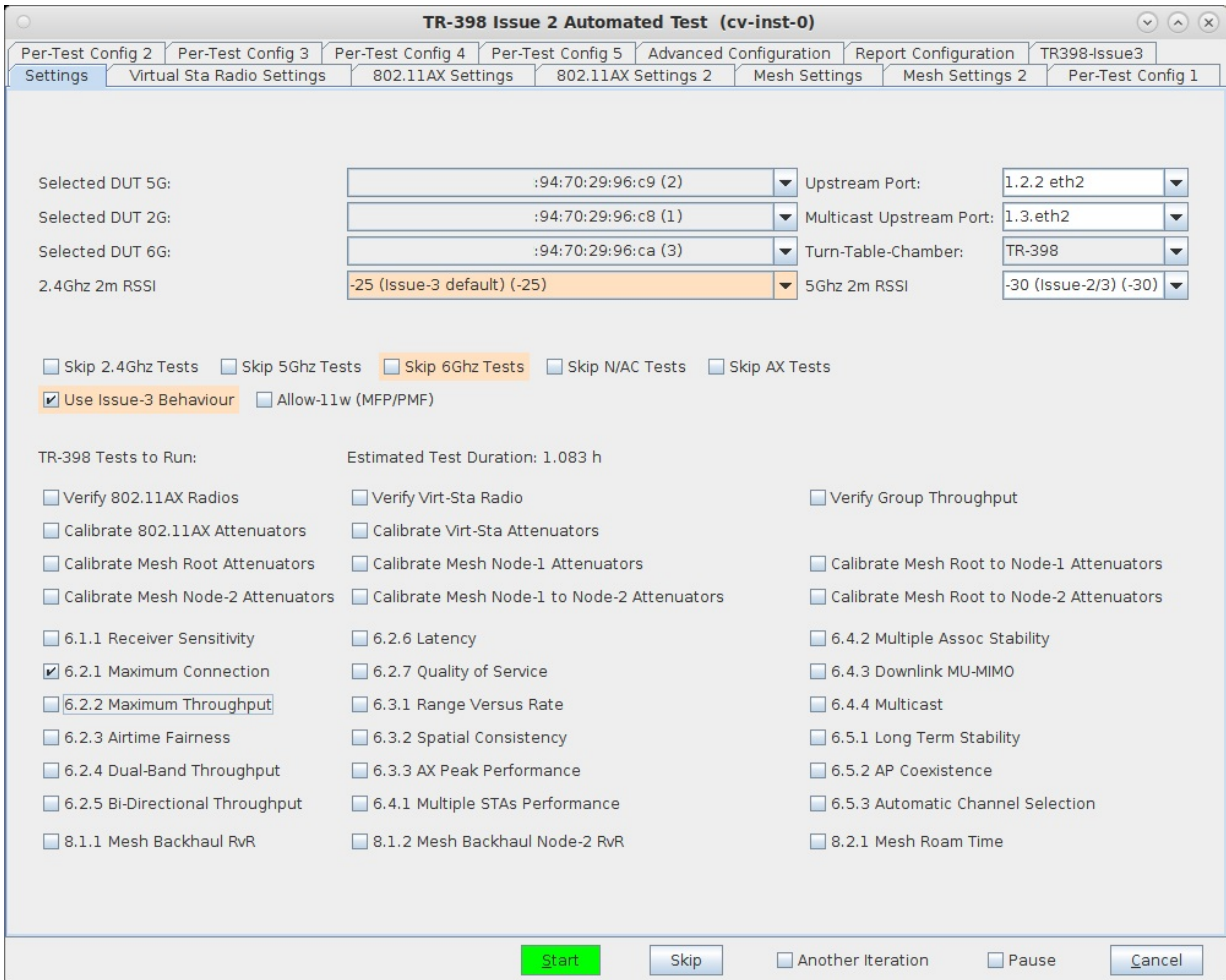 TR-398 Issue 2 Automated Test (cv-inst-0)
Per-Test Config 2 Per-Test Config 3 Per-Test Config 4 Per-Test Config 5 Advanced Configuration Report Configuration TR398-Issue3
Settings Virtual Sta Radio Settings 802.11AX Settings 802.11AX Settings 2 Mesh Settings Mesh Settings 2 Per-Test Config 1
Selected DUT 5G: :94:70:29:96:c9 (2) Upstream Port: 1.2.2 eth2
Selected DUT 2G: :94:70:29:96:c8 (1) Multicast Upstream Port: 1.3.eth2
Selected DUT 6G: :94:70:29:96:ca (3) Turn-Table-Chamber: TR-398
2.4Ghz 2m RSSI -25 (Issue-3 default) (-25) 5Ghz 2m RSSI -30 (Issue-2/3) (-30)
Skip 2.4Ghz Tests Skip 5Ghz Tests Skip 6Ghz Tests Skip N/AC Tests Skip AX Tests
Use Issue-3 Behaviour Allow-11w (MFP/PMF)
TR-398 Tests to Run: Estimated Test Duration: 1.083 h
Verify 802.11AX Radios Verify Virt-Sta Radio Verify Group Throughput
Calibrate 802.11AX Attenuators Calibrate Virt-Sta Attenuators
Calibrate Mesh Root Attenuators Calibrate Mesh Node-1 Attenuators Calibrate Mesh Root to Node-1 Attenuators
Calibrate Mesh Node-2 Attenuators Calibrate Mesh Node-1 to Node-2 Attenuators Calibrate Mesh Root to Node-2 Attenuators
6.1.1 Receiver Sensitivity 6.2.6 Latency 6.4.2 Multiple Assoc Stability
6.2.1 Maximum Connection 6.2.7 Quality of Service 6.4.3 Downlink MU-MIMO
6.2.2 Maximum Throughput 6.3.1 Range Versus Rate 6.4.4 Multicast
6.2.3 Airtime Fairness 6.3.2 Spatial Consistency 6.5.1 Long Term Stability
6.2.4 Dual-Band Throughput 6.3.3 AX Peak Performance 6.5.2 AP Coexistence
6.2.5 Bi-Directional Throughput 6.4.1 Multiple STAs Performance 6.5.3 Automatic Channel Selection
8.1.1 Mesh Backhaul RvR 8.1.2 Mesh Backhaul Node-2 RvR 8.2.1 Mesh Roam Time
Start Skip Another Iteration Pause Cancel